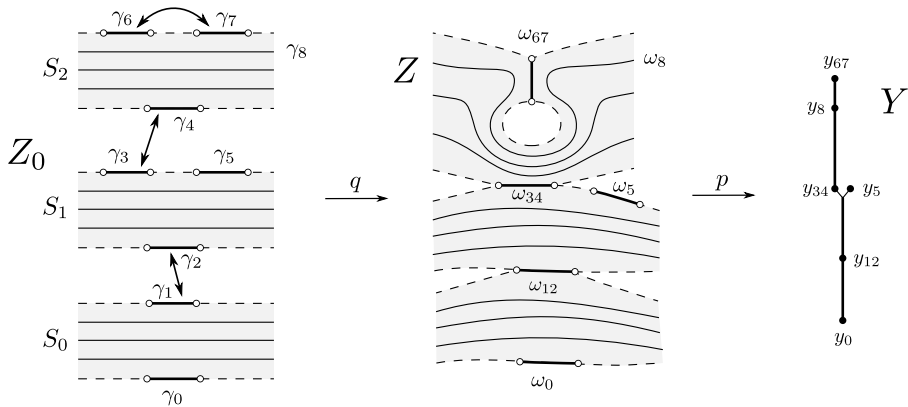 γ₆ γ₇
γ₈
S₂
γ₄
Z₀
γ₃ γ₅
S₁
γ₂
γ₁
S₀
γ₀
q
Z
ω₆₇
ω₈
ω₃₄
ω₅
ω₁₂
ω₀
p
Y
y₆₇
y₈
y₃₄ y₅
y₁₂
y₀